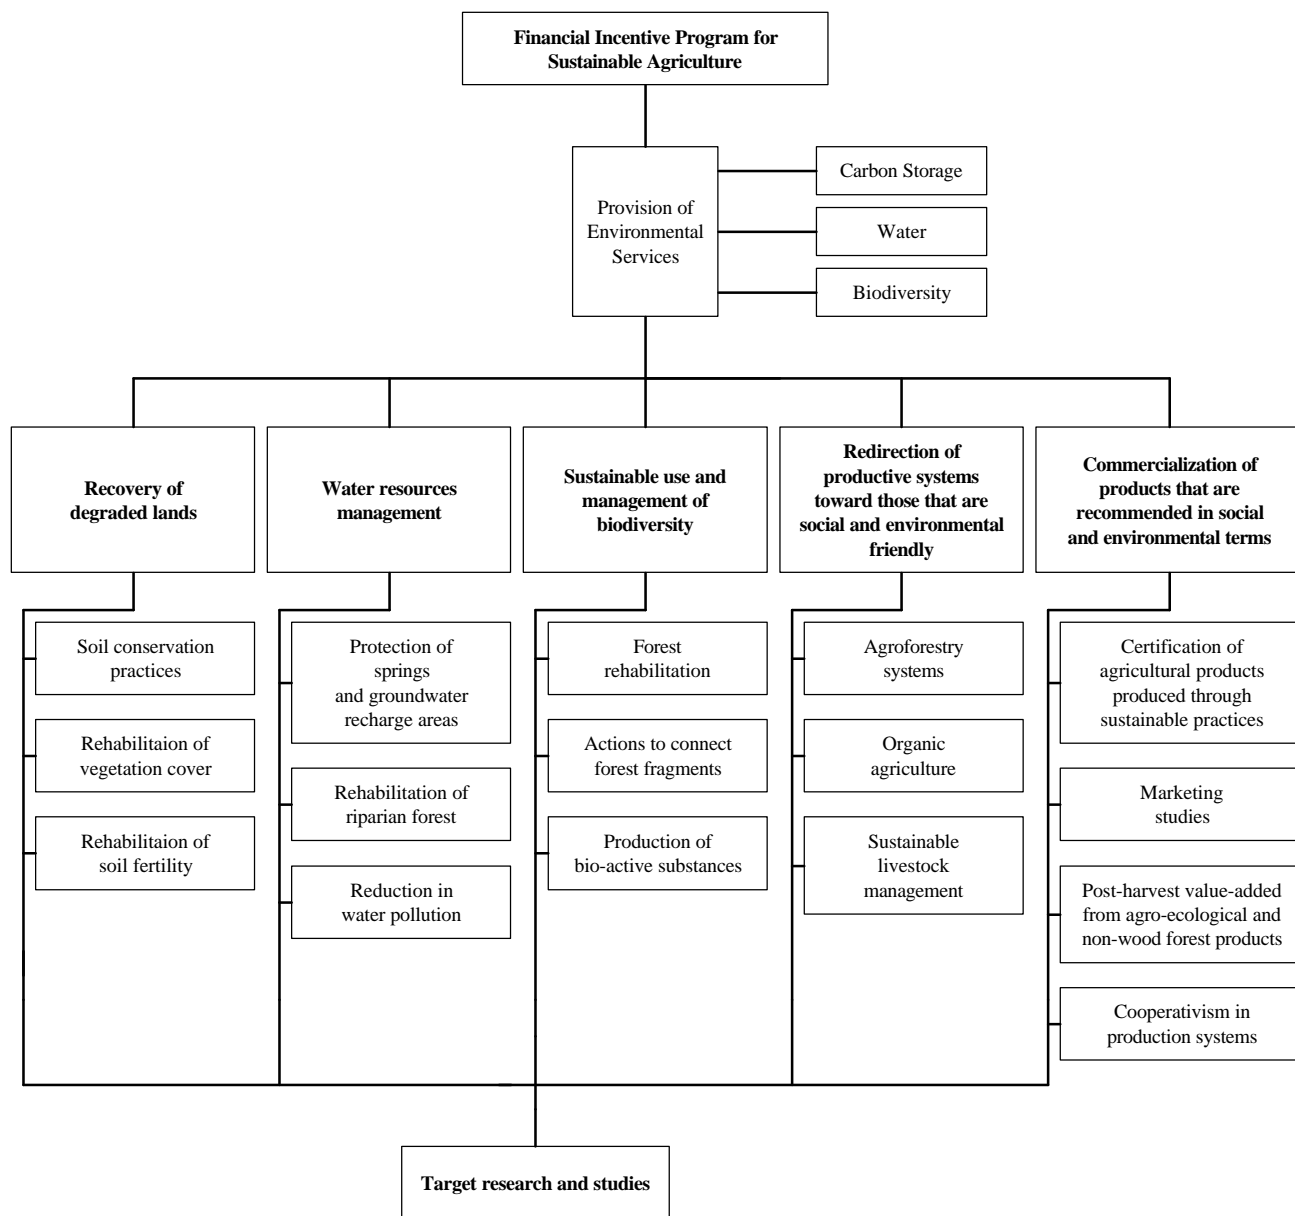 Financial Incentive Program for
Sustainable Agriculture
Provision of
Environmental
Services
Carbon Storage
Water
Biodiversity
Recovery of
degraded lands
Water resources
management
Sustainable use and
management of
biodiversity
Redirection of
productive systems
toward those that are
social and environmental
friendly
Commercialization of
products that are
recommended in social
and environmental terms
Soil conservation
practices
Rehabilitaion of
vegetation cover
Rehabilitaion of
soil fertility
Protection of
springs
and groundwater
recharge areas
Rehabilitation of
riparian forest
Reduction in
water pollution
Forest
rehabilitation
Actions to connect
forest fragments
Production of
bio-active substances
Agroforestry
systems
Organic
agriculture
Sustainable
livestock
management
Certification of
agricultural products
produced through
sustainable practices
Marketing
studies
Post-harvest value-added
from agro-ecological and
non-wood forest products
Cooperativism in
production systems
Target research and studies